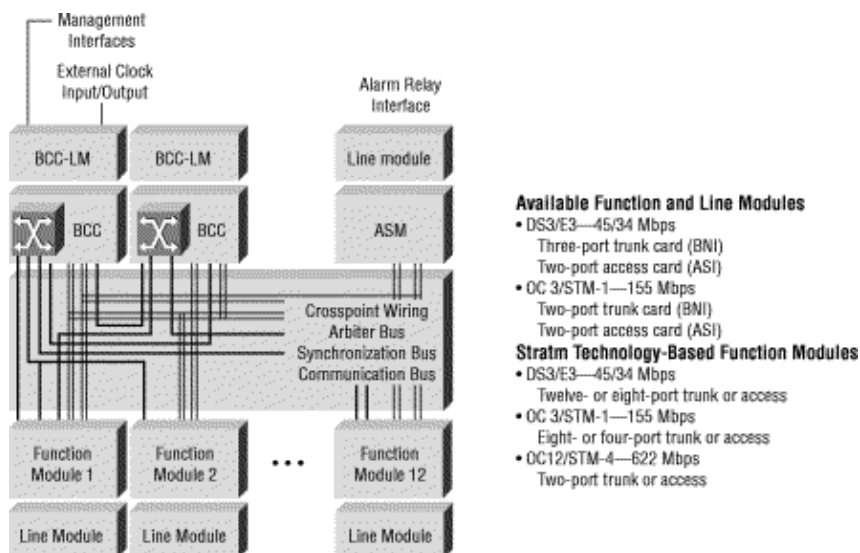 Management
Interfaces
External Clock
Input/Output
Alarm Relay
Interface
BCC-LM
BCC-LM
Line module
BCC
BCC
ASM
Crosspoint Wiring
Arbiter Bus
Synchronization Bus
Communication Bus
Function
Module 1
Function
Module 2
...
Function
Module 12
Line Module
Line Module
Line Module
Available Function and Line Modules
• DS3/E3—45/34 Mbps
Three-port trunk card (BNI)
Two-port access card (ASI)
• OC 3/STM-1—155 Mbps
Two-port trunk card (BNI)
Two-port access card (ASI)
Stratm Technology-Based Function Modules
• DS3/E3—45/34 Mbps
Twelve- or eight-port trunk or access
• OC 3/STM-1—155 Mbps
Eight- or four-port trunk or access
• OC12/STM-4—622 Mbps
Two-port trunk or access